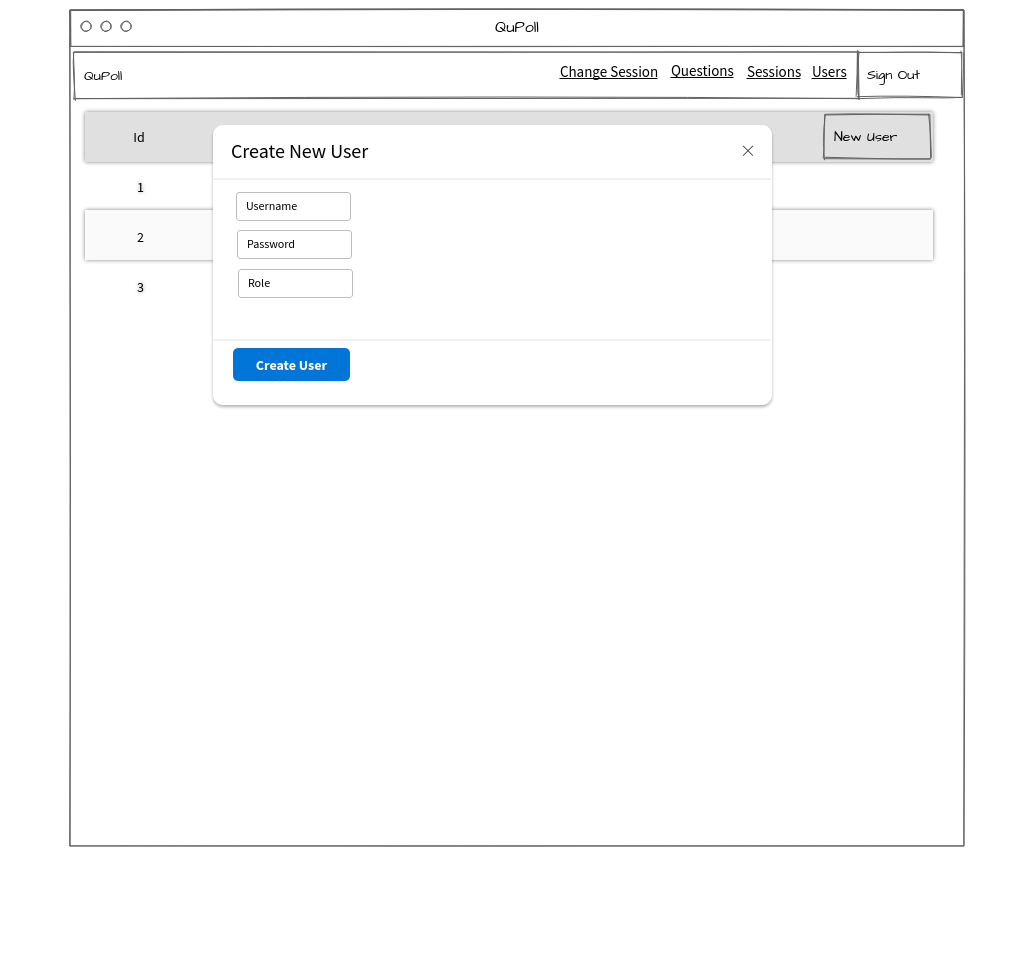 QuPoll
QuPoll Change Session Questions Sessions Users Sign Out
Id New User
Create New User
1
Username
2 Password
3 Role
Create User